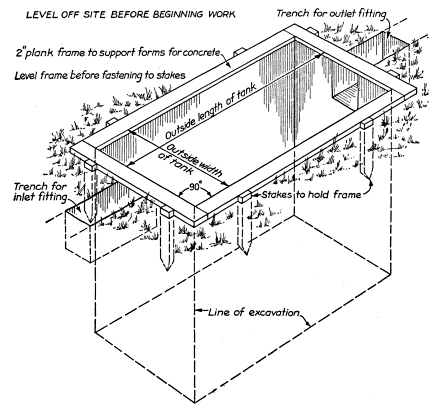 LEVEL OFF SITE BEFORE BEGINNING WORK
Trench for outlet fitting
2" plank frame to support forms for concrete
Level frame before fastening to stakes
Outside length of tank
Outside width
of tank
90°
Trench for
inlet fitting
Stakes to hold frame
Line of excavation